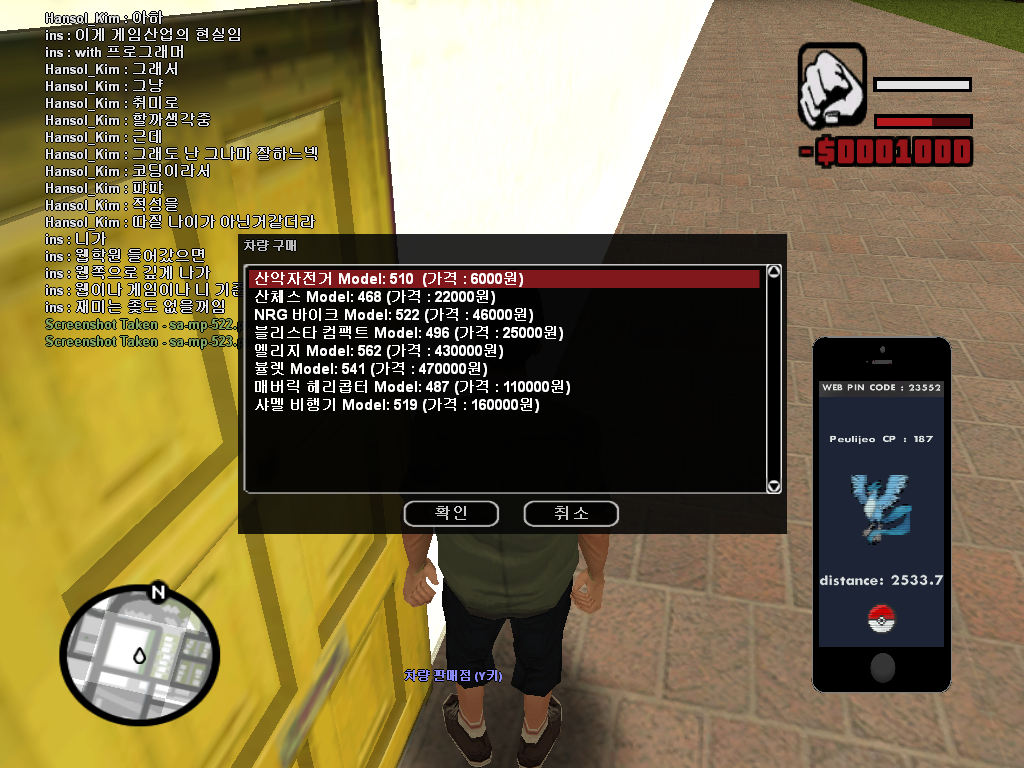 Hansol_Kim : 아하
ins : 이게 게임산업의 현실임
ins : with 프로그래머
Hansol_Kim : 그래서
Hansol_Kim : 그냥
Hansol_Kim : 취미로
Hansol_Kim : 할까생각중
Hansol_Kim : 근데
Hansol_Kim : 그래도 난 그나마 잘하느넥
Hansol_Kim : 코딩이라서
Hansol_Kim : 퍄퍄
Hansol_Kim : 적성을
Hansol_Kim : 따질 나이가 아닌거같더라
ins : 니가
ins : 웹학원 들어갔으면
ins : 웹쪽으로 깊게 나가
ins : 웹이나 게임이나 니 기준
ins : 재미는 좆도 없을꺼임
Screenshot Taken - sa-mp-522.
Screenshot Taken - sa-mp-523.
-$0001000
차량 구매
산악자전거 Model: 510 (가격 : 6000원)
산체스 Model: 468 (가격 : 22000원)
NRG 바이크 Model: 522 (가격 : 46000원)
블리스타 컴팩트 Model: 496 (가격 : 25000원)
엘리지 Model: 562 (가격 : 430000원)
뷸렛 Model: 541 (가격 : 470000원)
매버릭 헤리콥터 Model: 487 (가격 : 110000원)
샤멜 비행기 Model: 519 (가격 : 160000원)
확인
취소
WEB PIN CODE : 23552
Peulijeo CP : 187
distance: 2533.7
N
차량 판매점 (Y키)